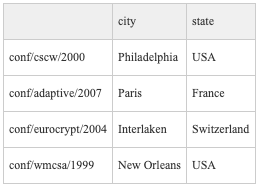 city state
conf/cscw/2000 Philadelphia USA
conf/adaptive/2007 Paris France
conf/eurocrypt/2004 Interlaken Switzerland
conf/wmcsa/1999 New Orleans USA